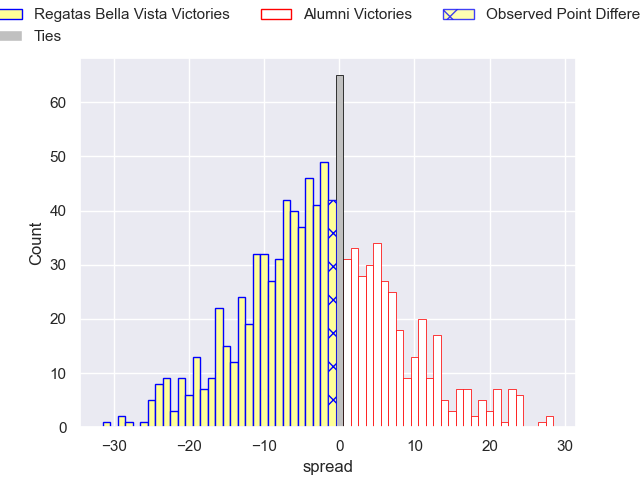 Regatas Bella Vista Victories Alumni Victories Observed Point Differe
Ties
60
50
40
30
20
10
0
Count
−30 −20 −10 0 10 20 30
spread